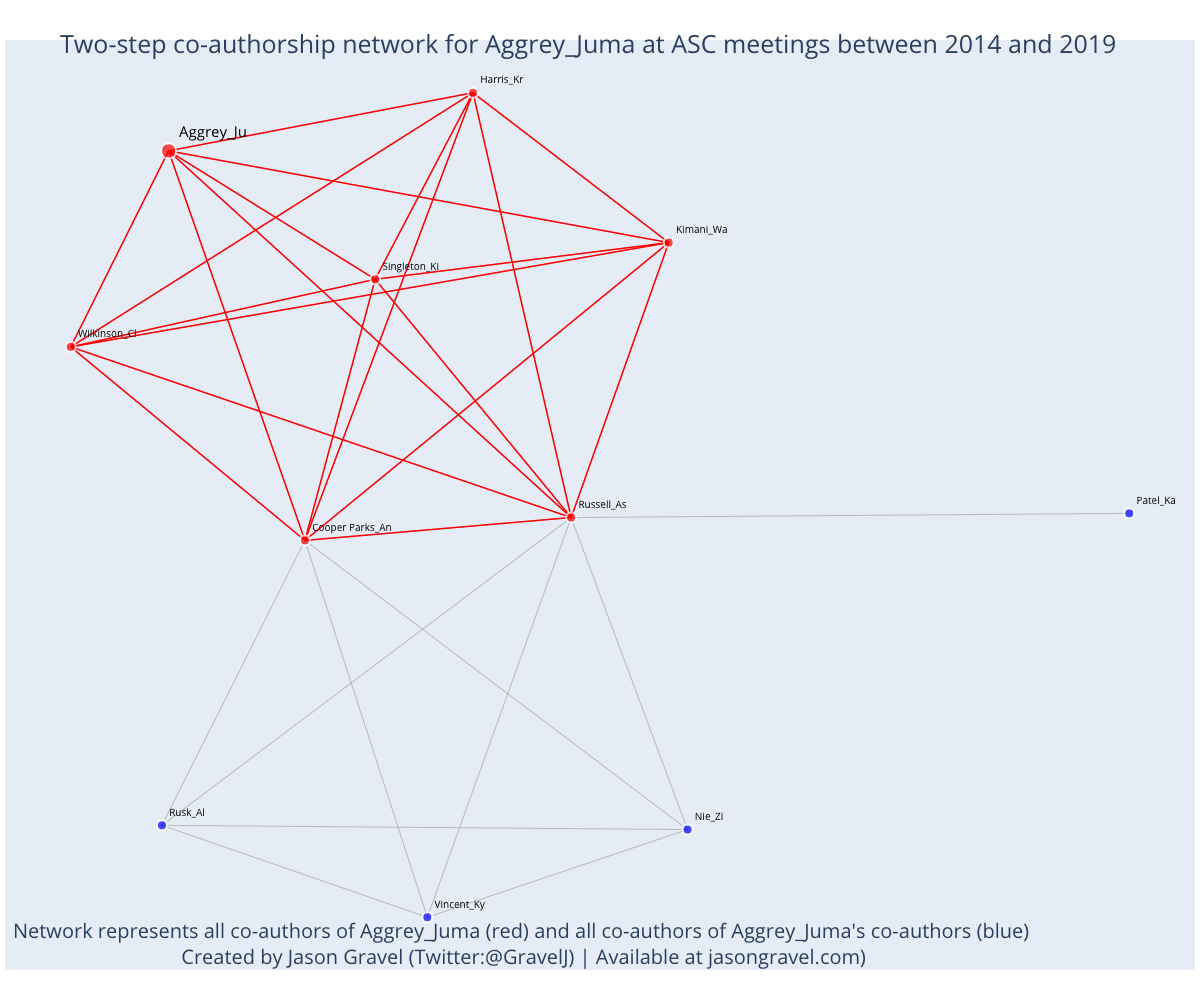 Two-step co-authorship network for Aggrey_Juma at ASC meetings between 2014 and 2019
Harris_Kr
Aggrey_Ju
Kimani_Wa
Singleton_Ki
Wilkinson_Cl
Patel_Ka
Russell_As
Cooper Parks_An
Rusk_Al
Nie_Zi
Vincent_Ky
Network represents all co-authors of Aggrey_Juma (red) and all co-authors of Aggrey_Juma's co-authors (blue)
Created by Jason Gravel (Twitter:@GravelJ) | Available at jasongravel.com)